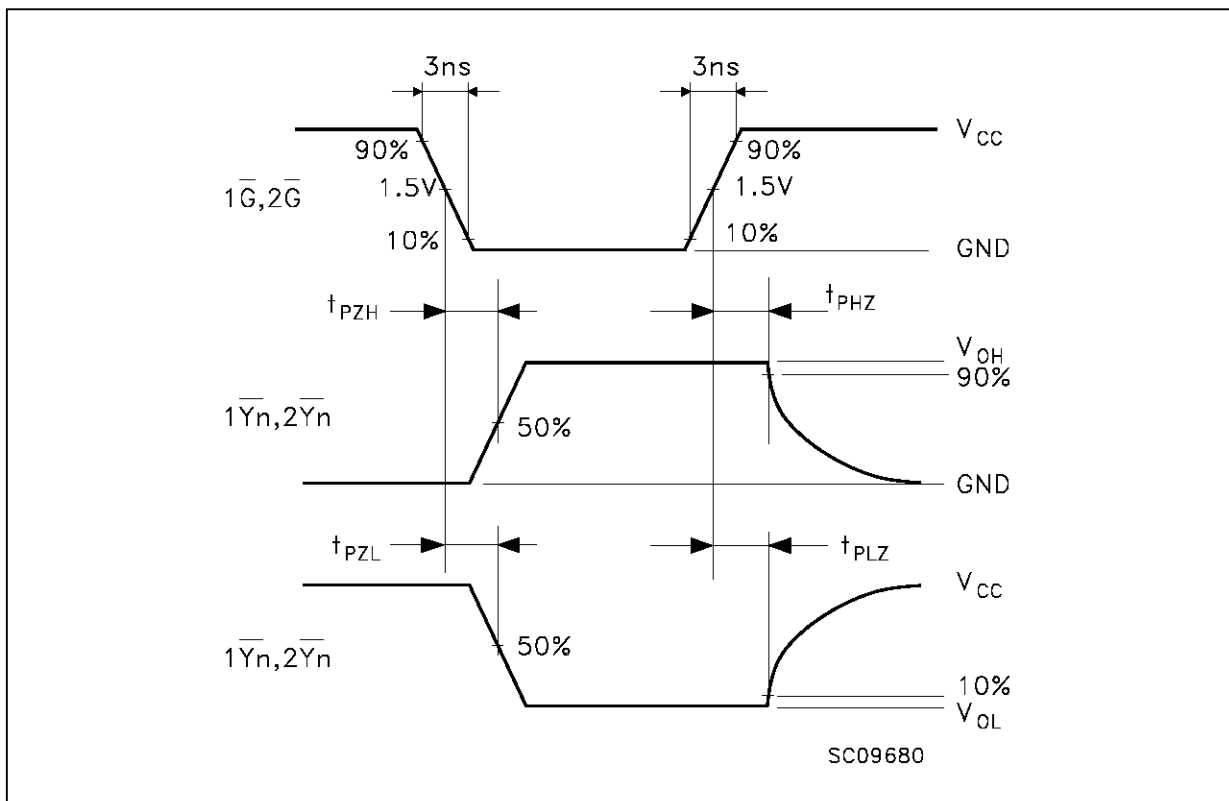 3ns 3ns
V_CC
90% 90%
1G̅,2G̅ 1.5V 1.5V
10% 10%
GND
t_PZH t_PHZ
V_OH
90%
1Y̅n̅,2Y̅n̅ 50%
GND
t_PZL t_PLZ
V_CC
1Y̅n̅,2Y̅n̅ 50%
10%
V_OL
SC09680